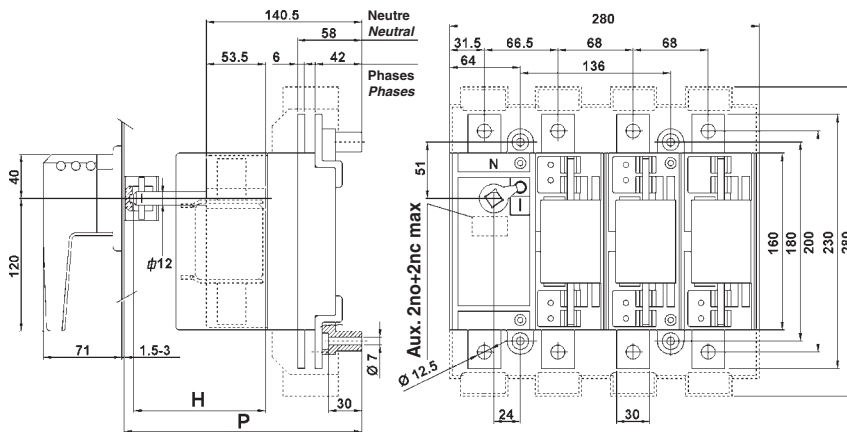 140.5
Neutre
58
Neutral
53.5
6
42
Phases
Phases
280
31.5
66.5
68
68
64
136
40
120
ф12
71
1.5-3
H
P
30
Ø 7
51
N
O
I
Aux. 2no+2nc max
Ø 12.5
24
30
160
180
200
230
280